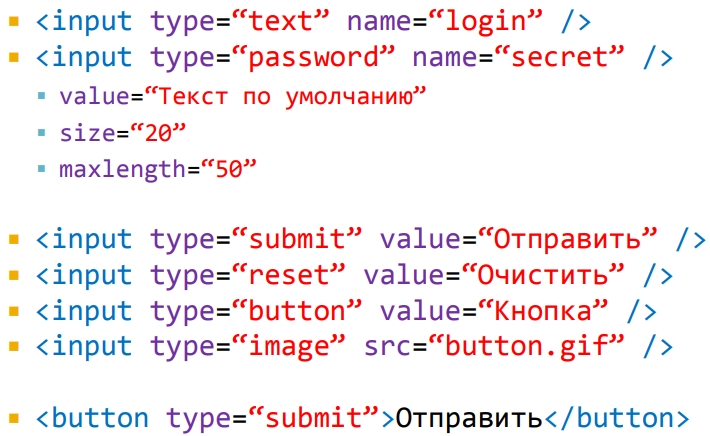 <input type=“text” name=“login” />
<input type=“password” name=“secret” />
value=“Текст по умолчанию”
size=“20”
maxlength=“50”
<input type=“submit” value=“Отправить” />
<input type=“reset” value=“Очистить” />
<input type=“button” value=“Кнопка” />
<input type=“image” src=“button.gif” />
<button type=“submit”>Отправить</button>